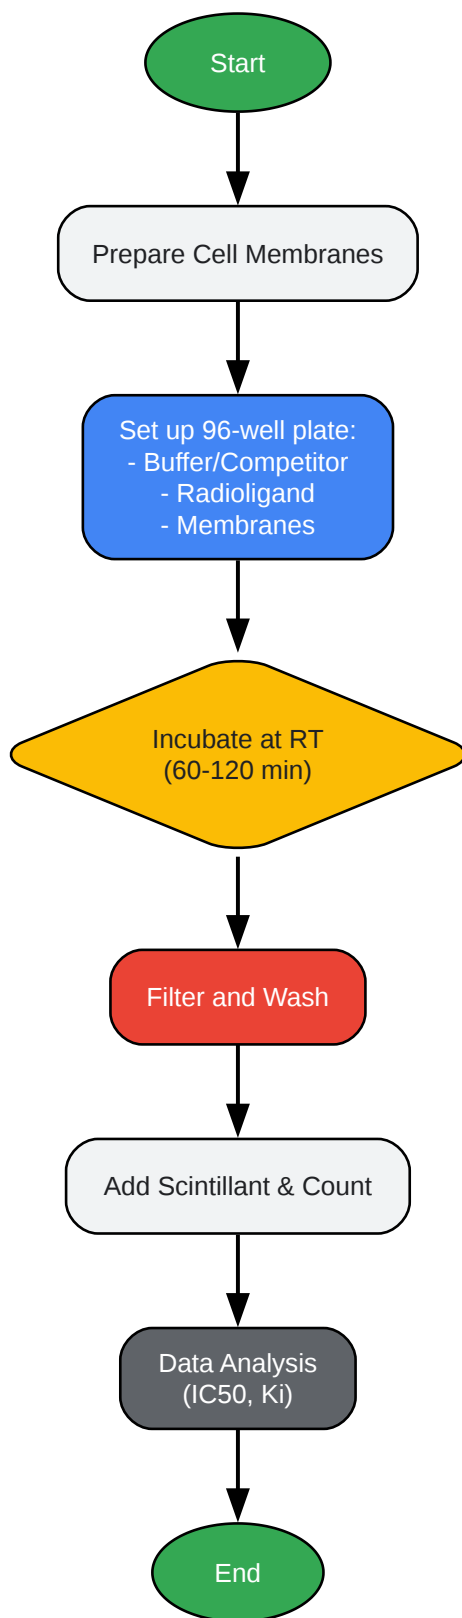 Start
Prepare Cell Membranes
Set up 96-well plate:
- Buffer/Competitor
- Radioligand
- Membranes
Incubate at RT
(60-120 min)
Filter and Wash
Add Scintillant & Count
Data Analysis
(IC50, Ki)
End